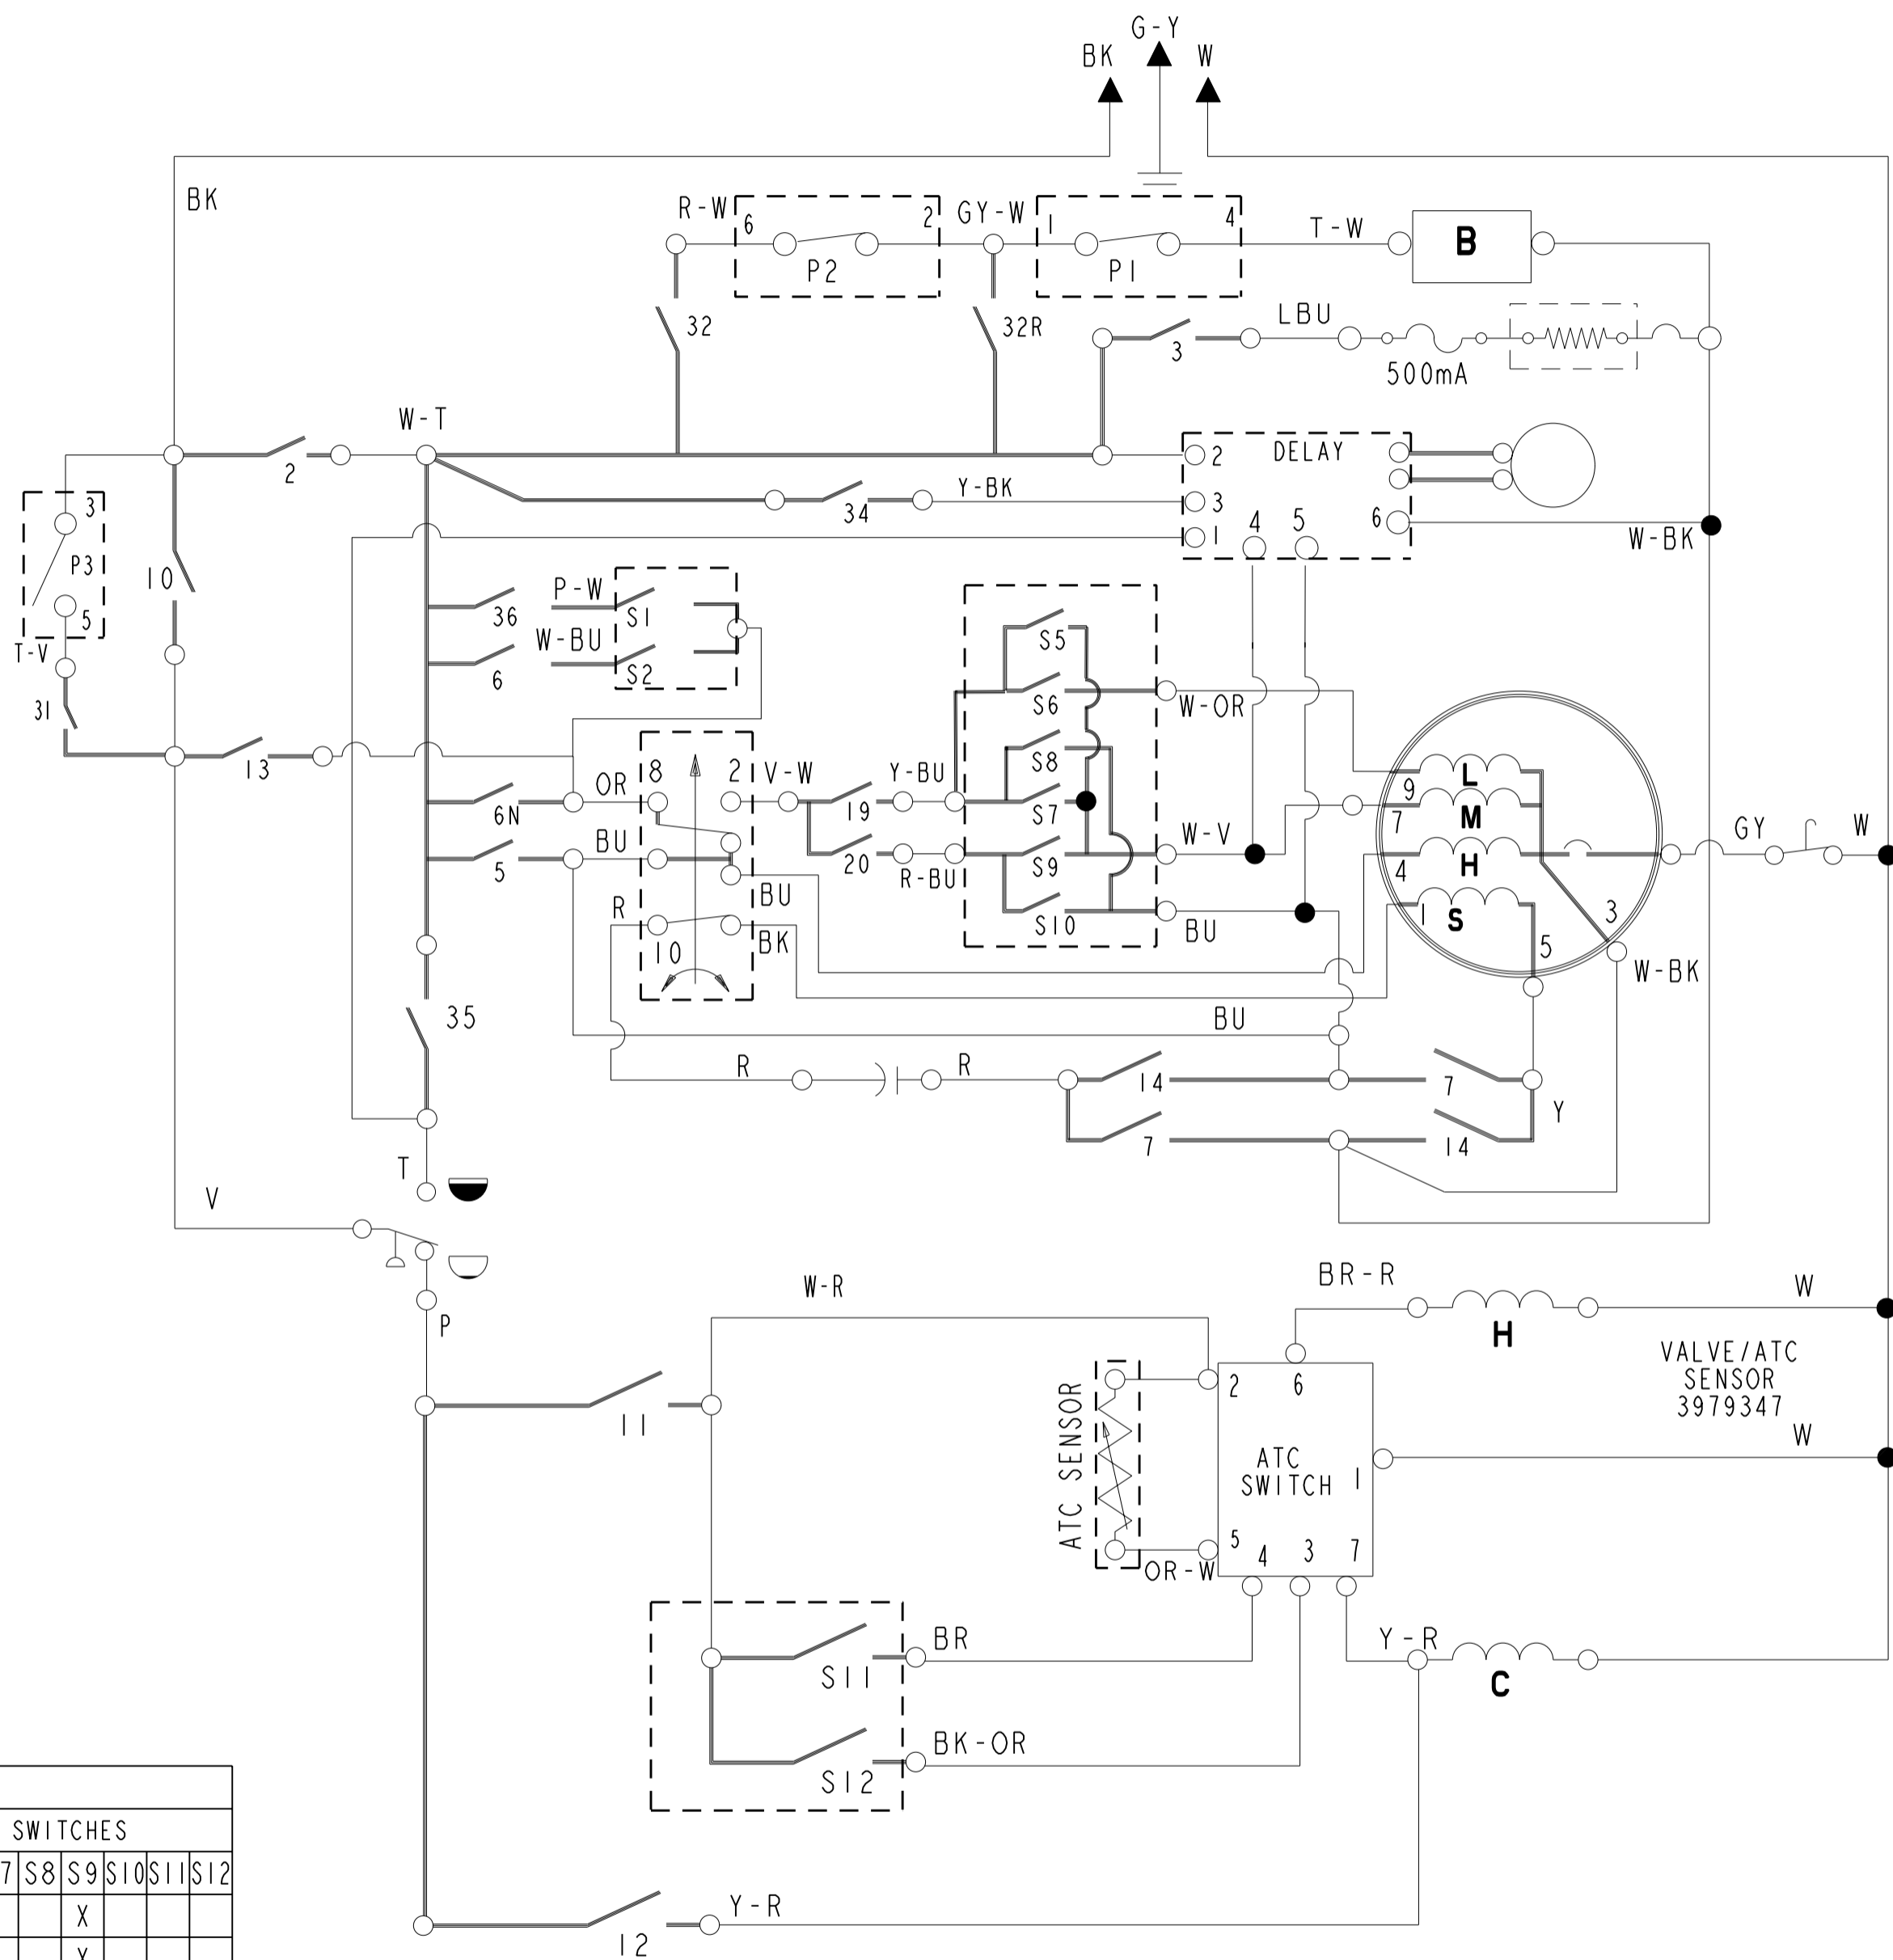 G-Y
BK
W
BK
R-W
6
2
GY-W
1
4
T-W
B
P2
P1
32
32R
3
LBU
500mA
W-T
2
DELAY
2
3
34
Y-BK
3
1
4
5
6
W-BK
P3
5
T-V
10
31
36
P-W
S1
W-BU
6
S2
S5
S6
W-OR
13
OR
8
2
V-W
Y-BU
S8
6N
19
S7
9
L
7
M
BU
5
20
R-BU
S9
W-V
4
H
GY
W
R
BU
10
BK
S10
BU
1
S
3
5
W-BK
35
BU
R
R
14
7
Y
7
14
T
V
P
W-R
BR-R
W
H
VALVE/ATC
SENSOR
3979347
W
11
ATC SENSOR
2
6
ATC
SWITCH
1
5
4
3
7
OR-W
BR
S11
Y-R
C
BK-OR
S12
SWITCHES
7 S8 S9 S10 S11 S12
X
X
Y-R
12